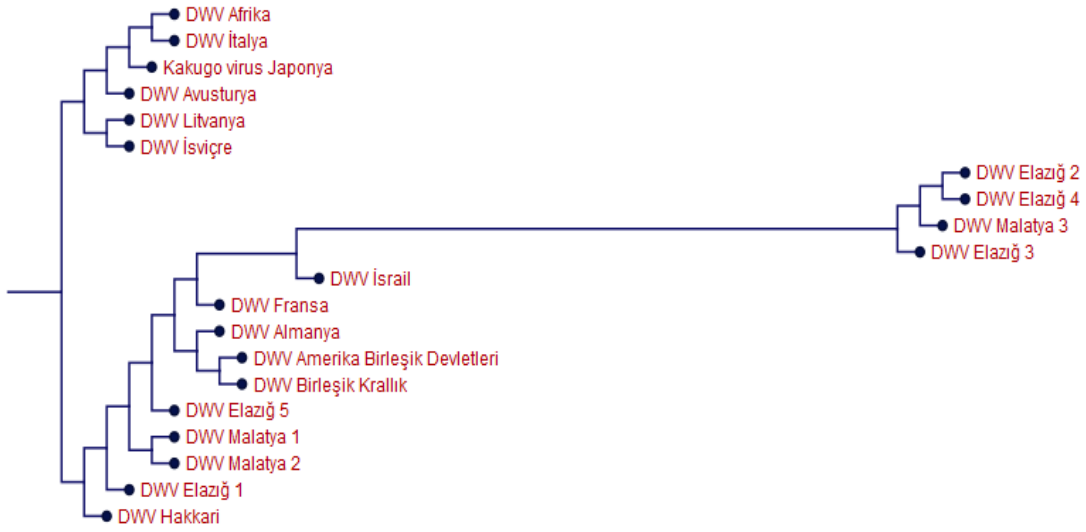 DWV Afrika
DWV İtalya
Kakugo virus Japonya
DWV Avusturya
DWV Litvanya
DWV İsviçre
DWV Elazığ 2
DWV Elazığ 4
DWV Malatya 3
DWV Elazığ 3
DWV İsrail
DWV Fransa
DWV Almanya
DWV Amerika Birleşik Devletleri
DWV Birleşik Krallık
DWV Elazığ 5
DWV Malatya 1
DWV Malatya 2
DWV Elazığ 1
DWV Hakkari